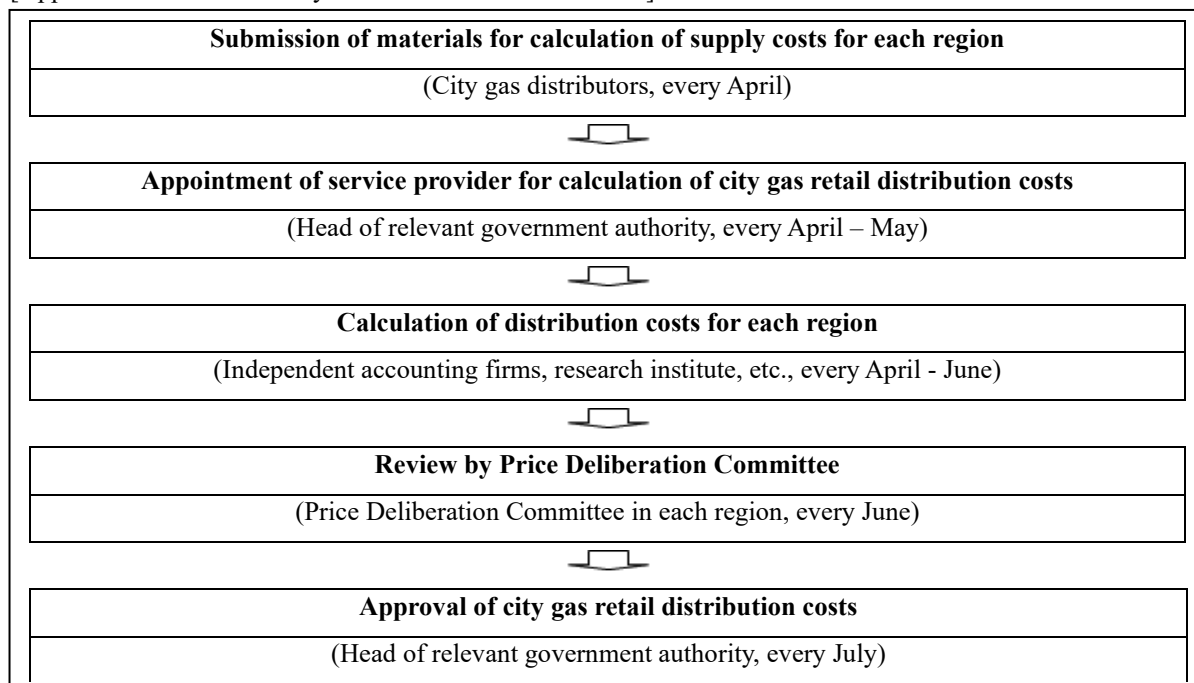 Submission of materials for calculation of supply costs for each region
(City gas distributors, every April)
Appointment of service provider for calculation of city gas retail distribution costs
(Head of relevant government authority, every April – May)
Calculation of distribution costs for each region
(Independent accounting firms, research institute, etc., every April - June)
Review by Price Deliberation Committee
(Price Deliberation Committee in each region, every June)
Approval of city gas retail distribution costs
(Head of relevant government authority, every July)